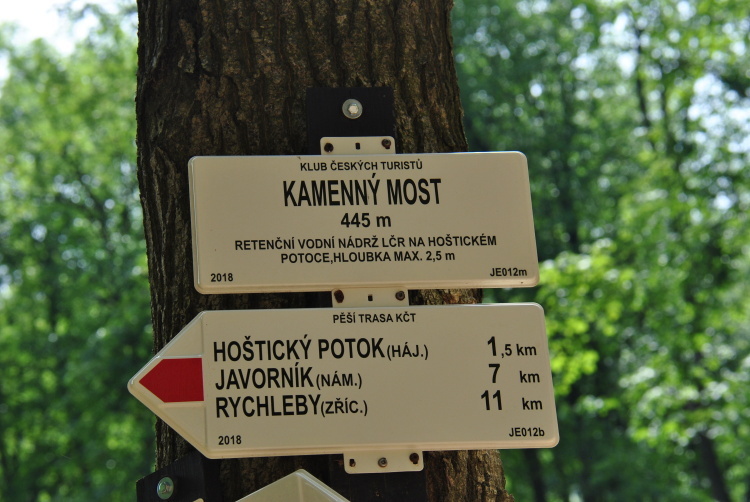 KLUB ČESKÝCH TURISTŮ
KAMENNÝ MOST
445 m
RETENČNÍ VODNÍ NÁDRŽ LČR NA HOŠTICKÉM
POTOCE,HLOUBKA MAX. 2,5 m
2018 JE012m
PĚŠÍ TRASA KČT
HOŠTICKÝ POTOK(HÁJ.) 1,5 km
JAVORNÍK(NÁM.) 7 km
RYCHLEBY(ZŘÍC.) 11 km
2018 JE012b